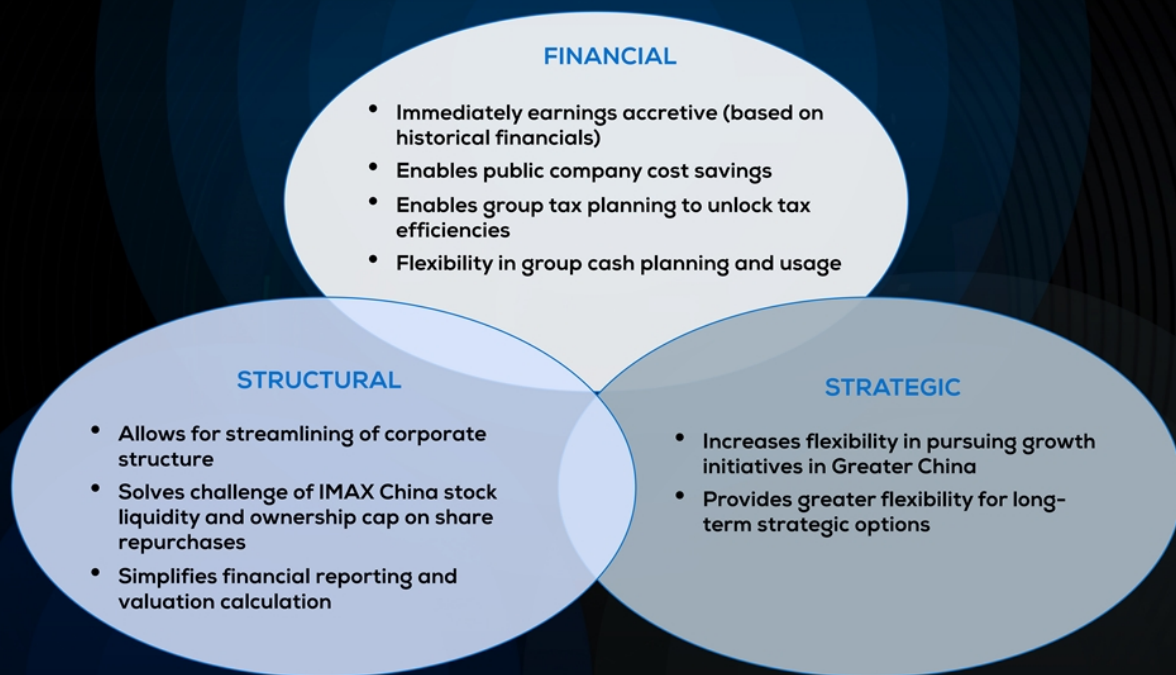 FINANCIAL
• Immediately earnings accretive (based on
historical financials)
• Enables public company cost savings
• Enables group tax planning to unlock tax
efficiencies
• Flexibility in group cash planning and usage
STRUCTURAL
• Allows for streamlining of corporate
structure
• Solves challenge of IMAX China stock
liquidity and ownership cap on share
repurchases
• Simplifies financial reporting and
valuation calculation
STRATEGIC
• Increases flexibility in pursuing growth
initiatives in Greater China
• Provides greater flexibility for long-
term strategic options